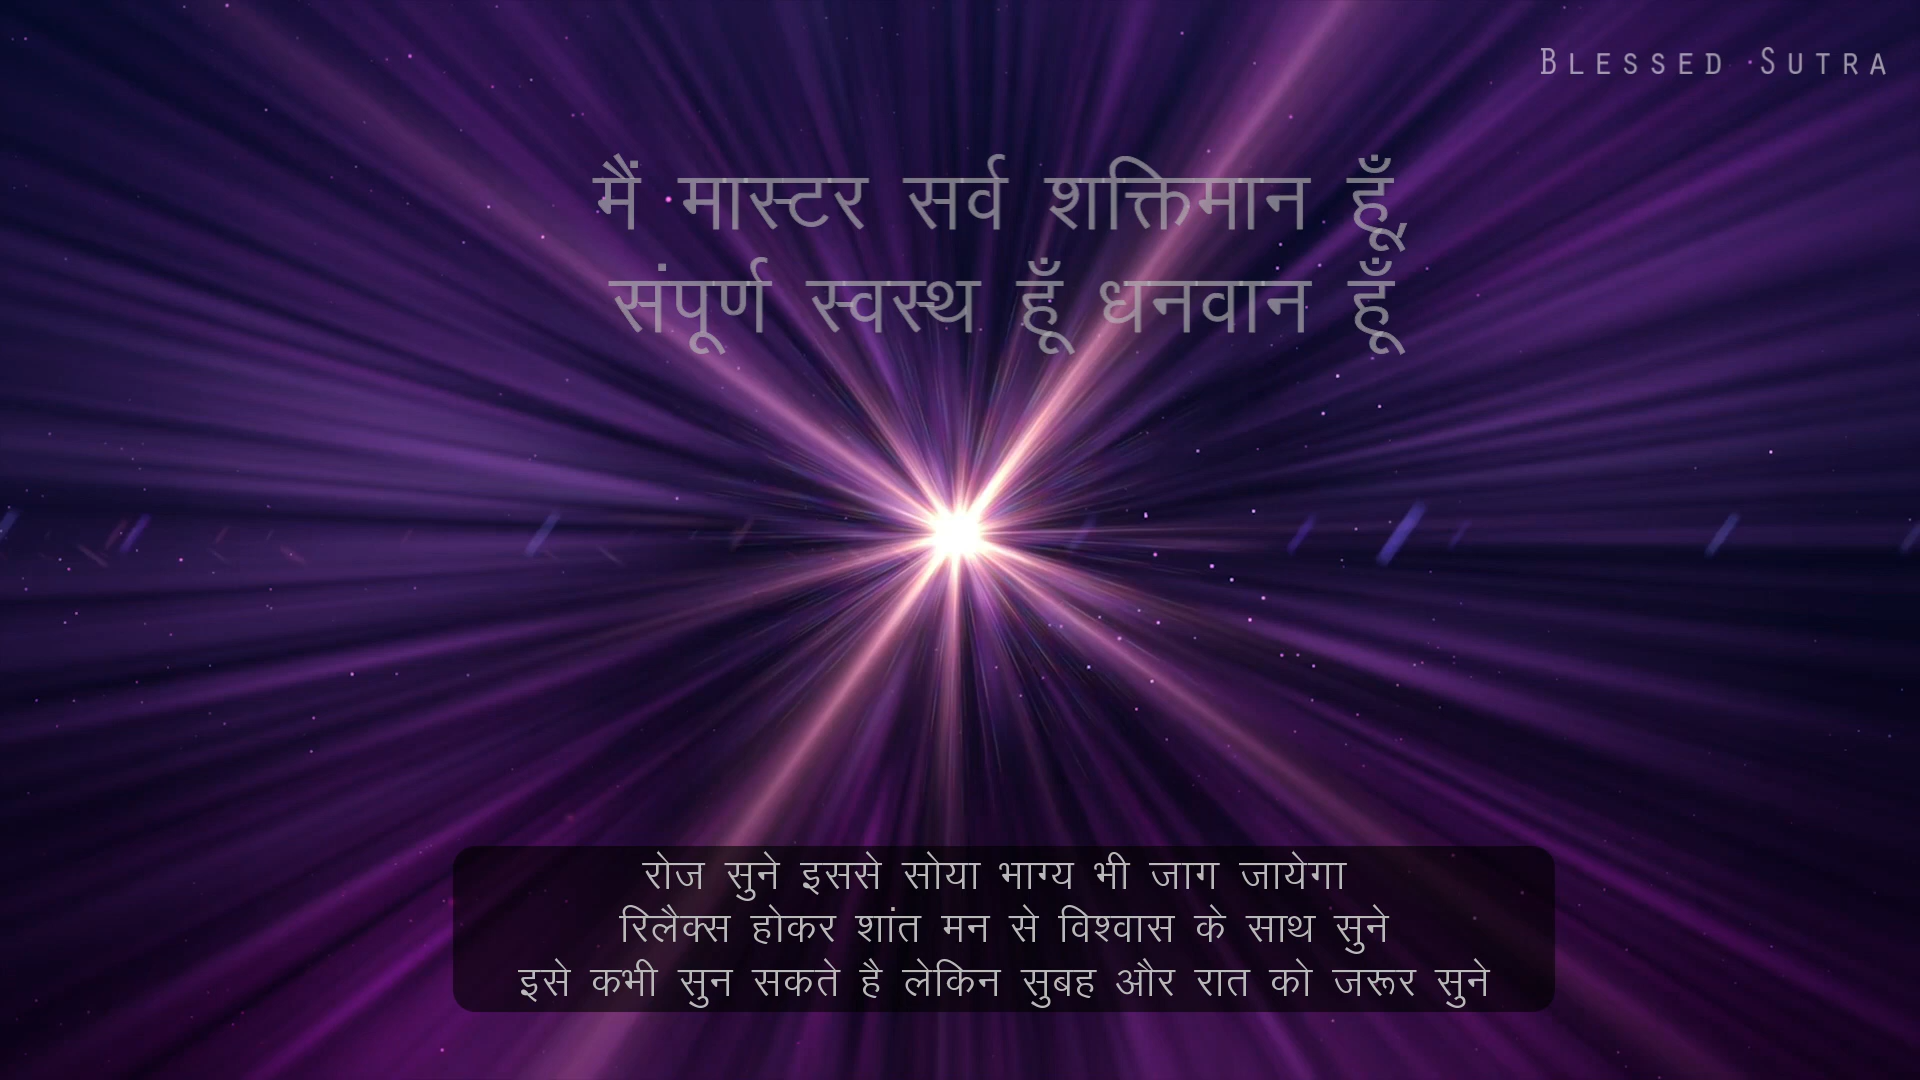 BLESSED SUTRA
मैं मास्टर सर्व शक्तिमान हूँ,
संपूर्ण स्वस्थ हूँ धनवान हूँ
रोज सुने इससे सोया भाग्य भी जाग जायेगा
रिलैक्स होकर शांत मन से विश्वास के साथ सुने
इसे कभी सुन सकते है लेकिन सुबह और रात को जरूर सुने